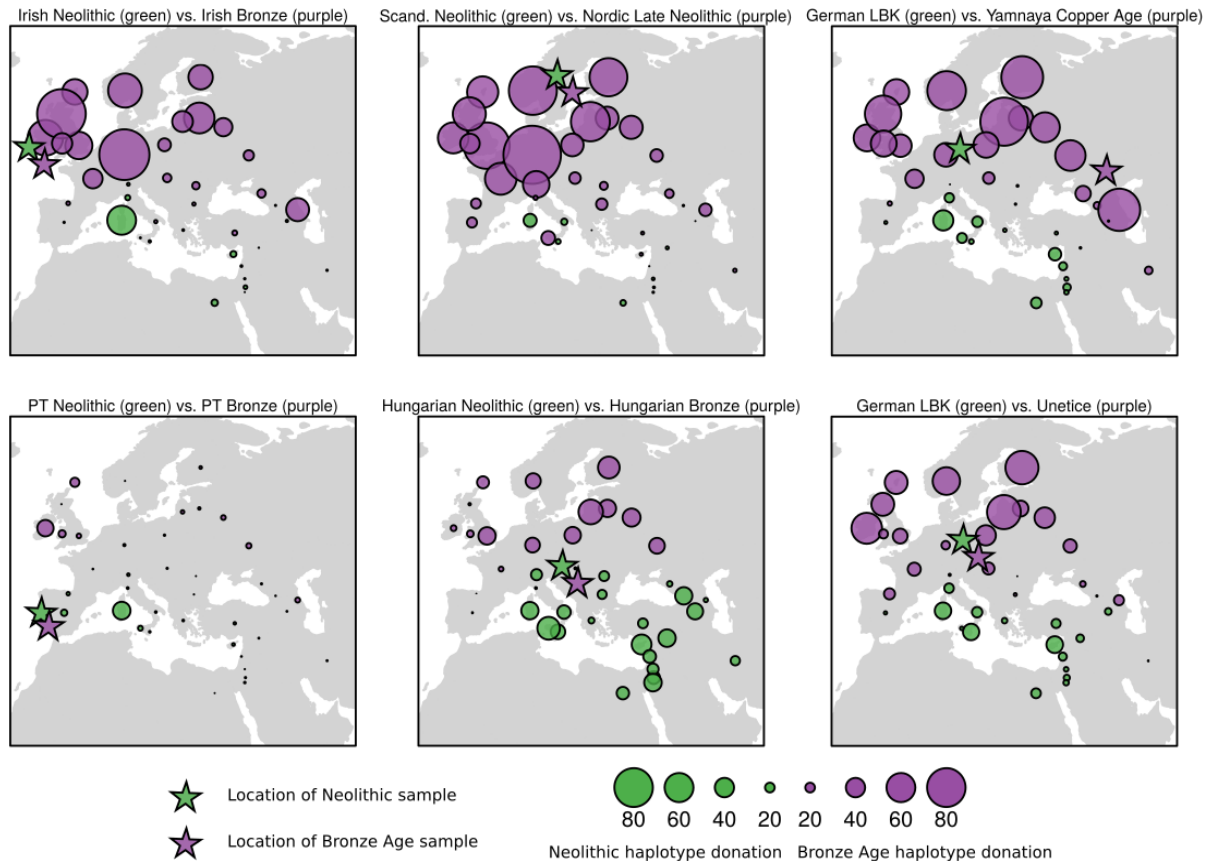 Irish Neolithic (green) vs. Irish Bronze (purple)
Scand. Neolithic (green) vs. Nordic Late Neolithic (purple)
German LBK (green) vs. Yamnaya Copper Age (purple)
PT Neolithic (green) vs. PT Bronze (purple)
Hungarian Neolithic (green) vs. Hungarian Bronze (purple)
German LBK (green) vs. Unetice (purple)
Location of Neolithic sample
Location of Bronze Age sample
80 60 40 20 20 40 60 80
Neolithic haplotype donation Bronze Age haplotype donation